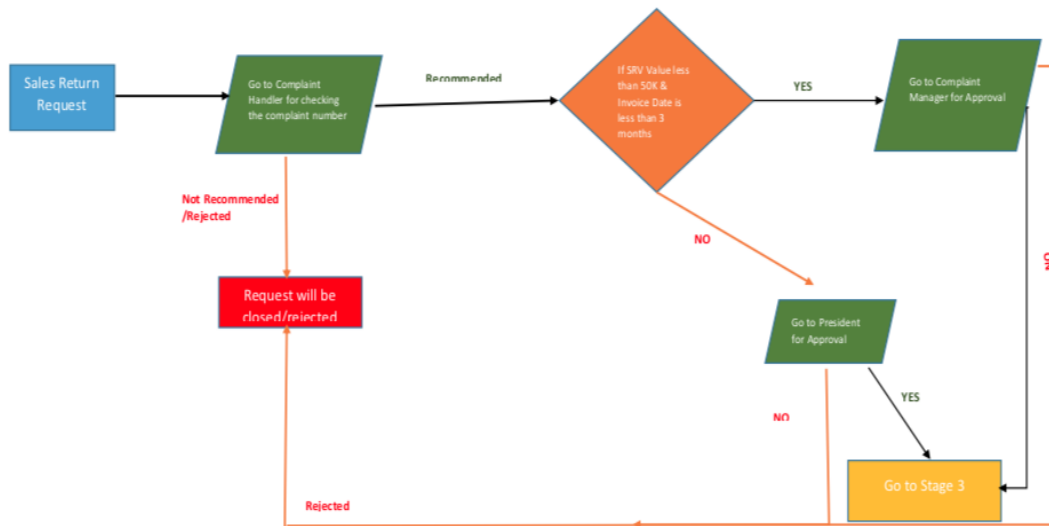 Sales Return
Request
Go to Complaint
Handler for checking
the complaint number
Recommended
If SRV Value less
than 50K &
Invoice Date is
less than 3
months
YES
Go to Complaint
Manager for Approval
Not Recommended
/Rejected
NO
NO
Request will be
closed/rejected
Go to President
for Approval
YES
NO
Go to Stage 3
Rejected